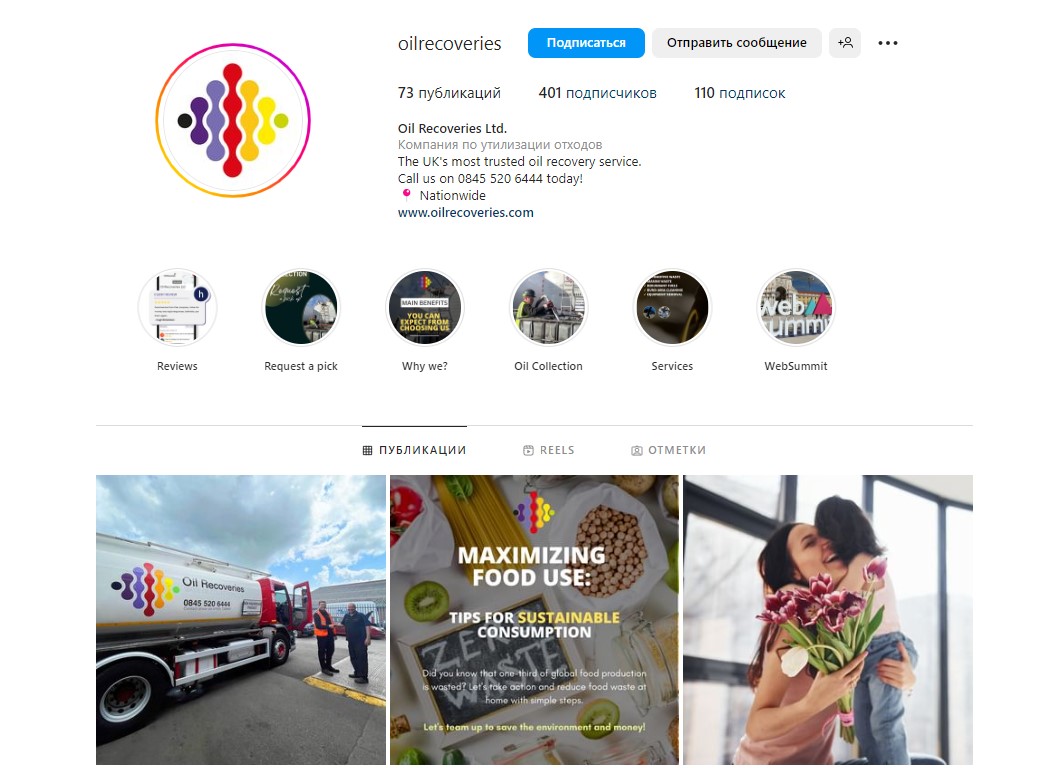 oilrecoveries
Подписаться
Отправить сообщение
73 публикаций
401 подписчиков
110 подписок
Oil Recoveries Ltd.
Компания по утилизации отходов
The UK's most trusted oil recovery service.
Call us on 0845 520 6444 today!
Nationwide
www.oilrecoveries.com
h
MAIN BENEFITS
YOU CAN
EXPECT FROM
CHOOSING US
web
summit
Reviews
Request a pick
Why we?
Oil Collection
Services
WebSummit
ПУБЛИКАЦИИ
REELS
ОТМЕТКИ
Oil Recoveries
0845 520 6444
MAXIMIZING
FOOD USE:
TIPS FOR SUSTAINABLE
CONSUMPTION
ZERO
WASTE
Did you know that one-third of global food production
is wasted? Let's take action and reduce food waste at
home with simple steps.
Let's team up to save the environment and money!